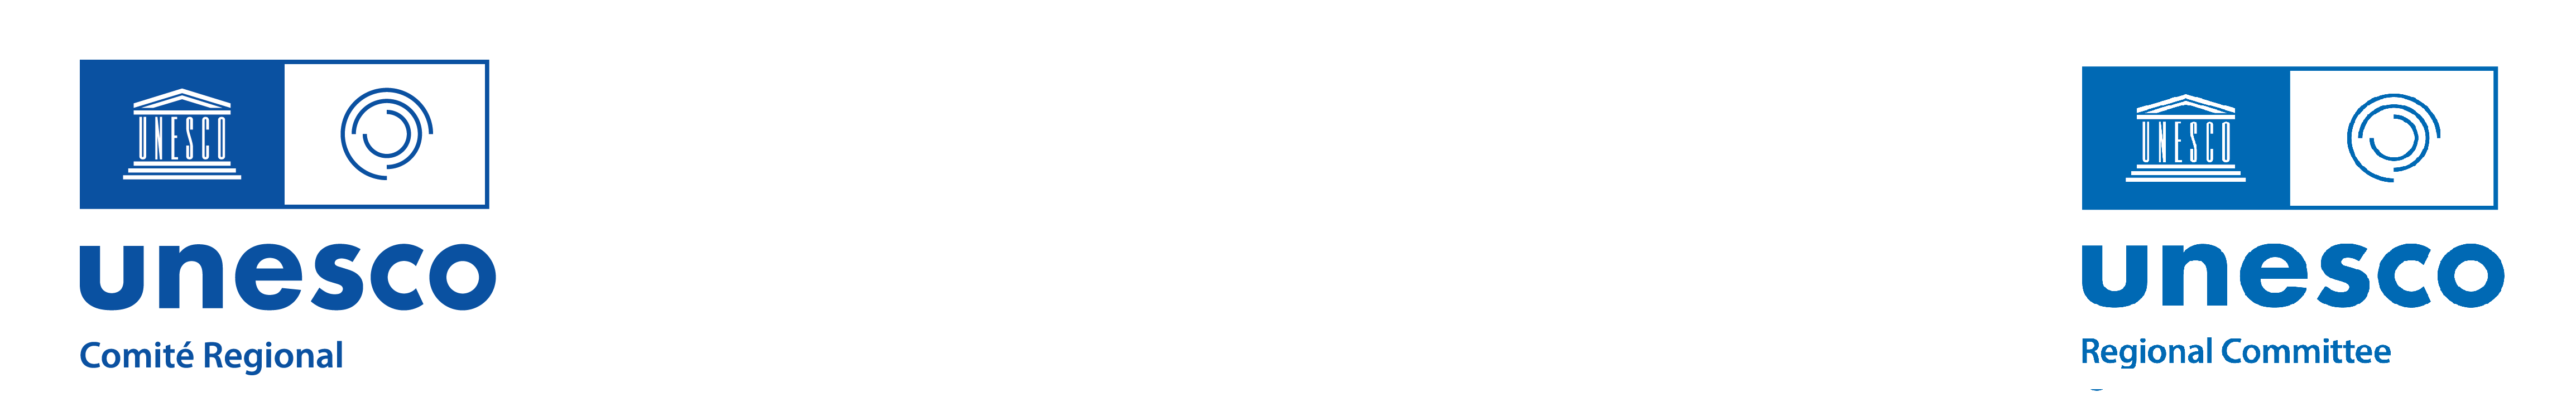 UNESCO
unesco
Comité Regional
UNESCO
unesco
Regional Committee